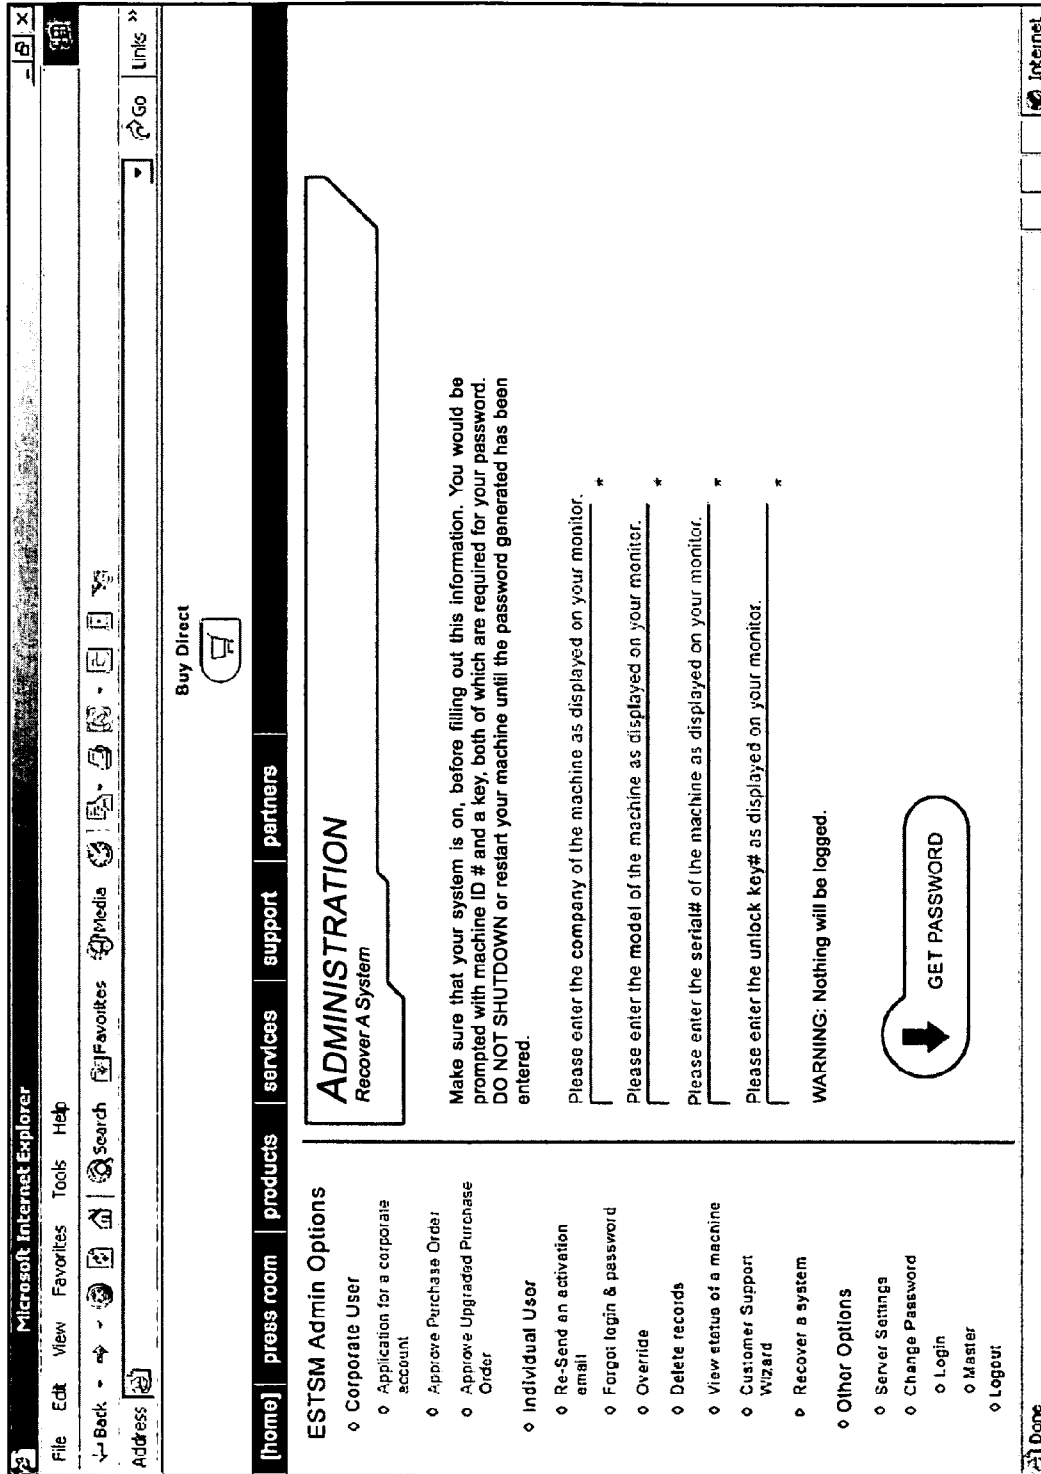 Microsoft Internet Explorer
File Edit View Favorites Tools Help
Back Search Favorites Media
Address Go Links »
Buy Direct
[home] press room products services support partners
ESTSM Admin Options
Corporate User
Application for a corporate
account
Approve Purchase Order
Approve Upgraded Purchase
Order
Individual User
Re-Send an activation
email
Forgot login & password
Override
Delete records
View status of a machine
Customer Support
Wizard
Recover a system
Other Options
Server Settings
Change Password
Login
Master
Logout
ADMINISTRATION
Recover A System
Make sure that your system is on, before filling out this information. You would be
prompted with machine ID # and a key, both of which are required for your password.
DO NOT SHUTDOWN or restart your machine until the password generated has been
entered.
Please enter the company of the machine as displayed on your monitor.
*
Please enter the model of the machine as displayed on your monitor.
*
Please enter the serial# of the machine as displayed on your monitor.
*
Please enter the unlock key# as displayed on your monitor.
*
WARNING: Nothing will be logged.
GET PASSWORD
Done Internet